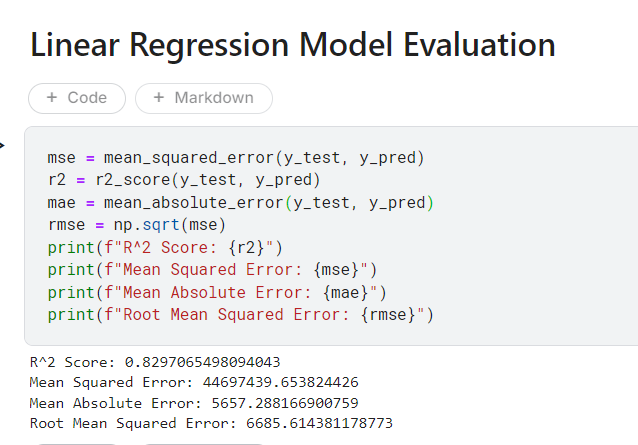 Linear Regression Model Evaluation
+ Code + Markdown
mse = mean_squared_error(y_test, y_pred)
r2 = r2_score(y_test, y_pred)
mae = mean_absolute_error(y_test, y_pred)
rmse = np.sqrt(mse)
print(f"R^2 Score: {r2}")
print(f"Mean Squared Error: {mse}")
print(f"Mean Absolute Error: {mae}")
print(f"Root Mean Squared Error: {rmse}")
R^2 Score: 0.8297065498094043
Mean Squared Error: 44697439.653824426
Mean Absolute Error: 5657.288166900759
Root Mean Squared Error: 6685.614381178773